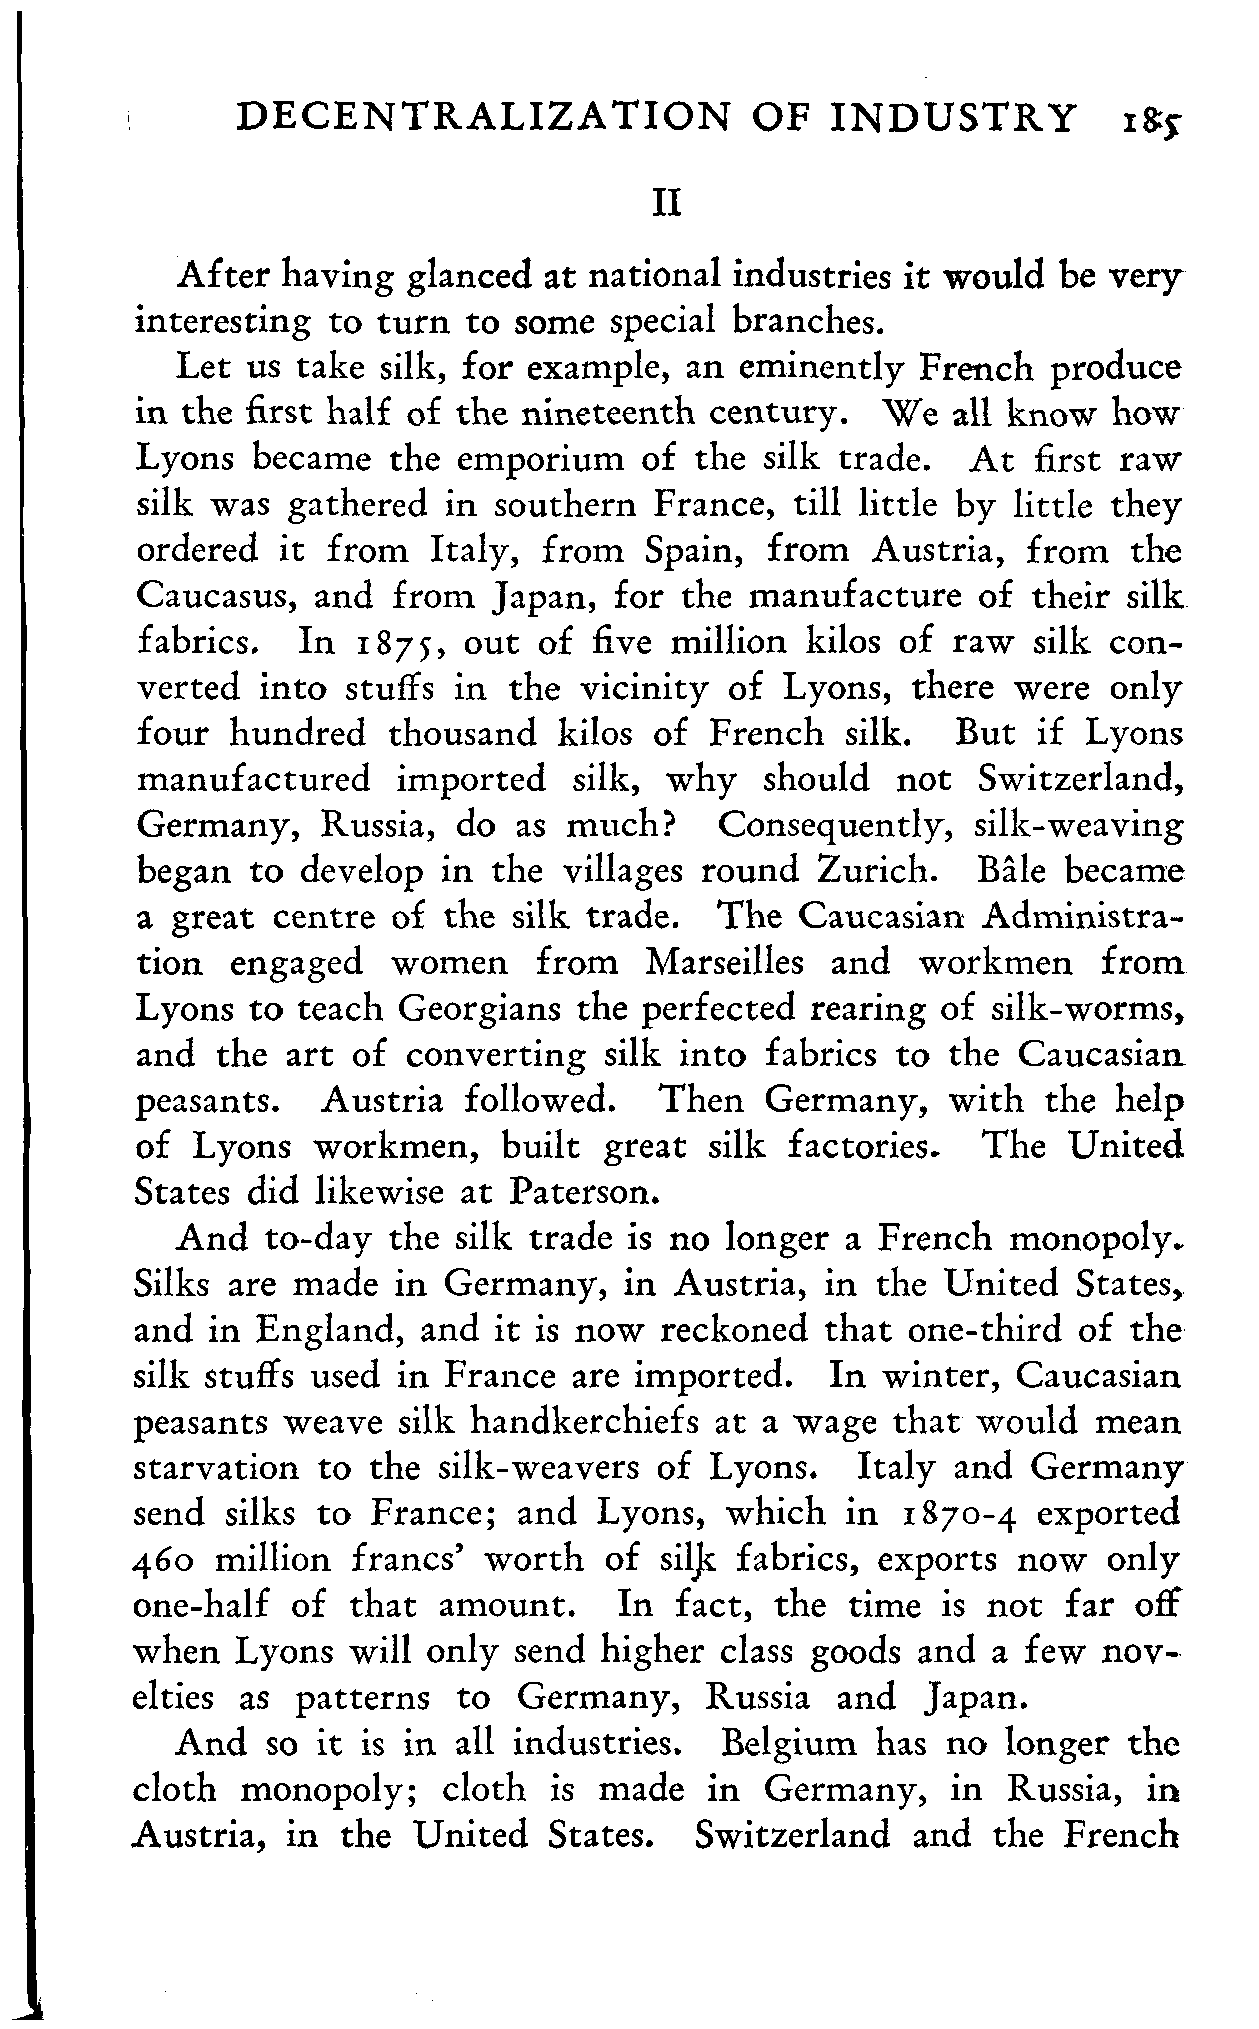 DECENTRALIZATION OF INDUSTRY 185
II
After having glanced at national industries it would be very
interesting to turn to some special branches.
Let us take silk, for example, an eminently French produce
in the first half of the nineteenth century. We all know how
Lyons became the emporium of the silk trade. At first raw
silk was gathered in southern France, till little by little they
ordered it from Italy, from Spain, from Austria, from the
Caucasus, and from Japan, for the manufacture of their silk
fabrics. In 1875, out of five million kilos of raw silk con-
verted into stuffs in the vicinity of Lyons, there were only
four hundred thousand kilos of French silk. But if Lyons
manufactured imported silk, why should not Switzerland,
Germany, Russia, do as much? Consequently, silk-weaving
began to develop in the villages round Zurich. Bâle became
a great centre of the silk trade. The Caucasian Administra-
tion engaged women from Marseilles and workmen from
Lyons to teach Georgians the perfected rearing of silk-worms,
and the art of converting silk into fabrics to the Caucasian
peasants. Austria followed. Then Germany, with the help
of Lyons workmen, built great silk factories. The United
States did likewise at Paterson.
And to-day the silk trade is no longer a French monopoly.
Silks are made in Germany, in Austria, in the United States,
and in England, and it is now reckoned that one-third of the
silk stuffs used in France are imported. In winter, Caucasian
peasants weave silk handkerchiefs at a wage that would mean
starvation to the silk-weavers of Lyons. Italy and Germany
send silks to France; and Lyons, which in 1870-4 exported
460 million francs' worth of silk fabrics, exports now only
one-half of that amount. In fact, the time is not far off
when Lyons will only send higher class goods and a few nov-
elties as patterns to Germany, Russia and Japan.
And so it is in all industries. Belgium has no longer the
cloth monopoly; cloth is made in Germany, in Russia, in
Austria, in the United States. Switzerland and the French